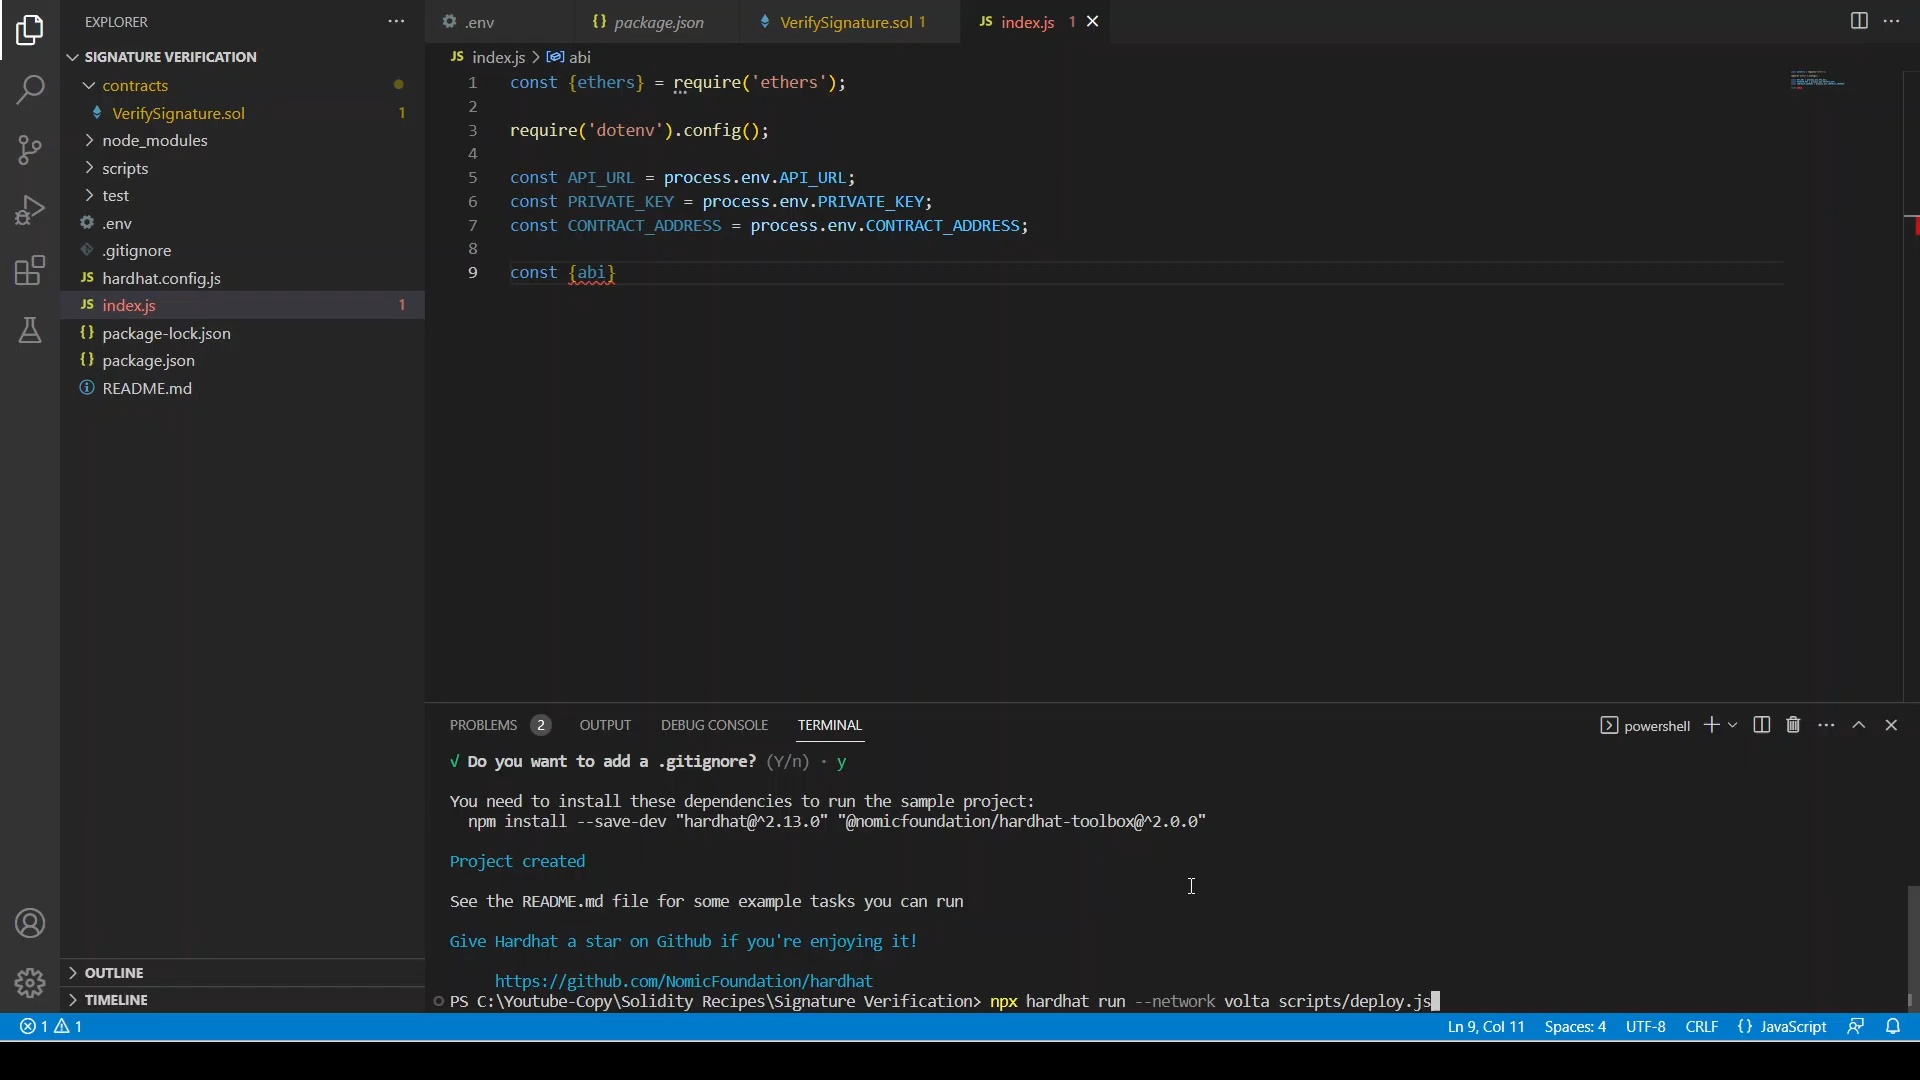 EXPLORER
SIGNATURE VERIFICATION
contracts
VerifySignature.sol 1
node_modules
scripts
test
.env
.gitignore
JS hardhat.config.js
JS index.js 1
{} package-lock.json
{} package.json
README.md
OUTLINE
TIMELINE
.env
{} package.json
VerifySignature.sol 1
JS index.js 1
JS index.js > abi
1 const {ethers} = require('ethers');
2
3 require('dotenv').config();
4
5 const API_URL = process.env.API_URL;
6 const PRIVATE_KEY = process.env.PRIVATE_KEY;
7 const CONTRACT_ADDRESS = process.env.CONTRACT_ADDRESS;
8
9 const {abi}
PROBLEMS 2 OUTPUT DEBUG CONSOLE TERMINAL
powershell
√ Do you want to add a .gitignore? (Y/n) · y
You need to install these dependencies to run the sample project:
npm install --save-dev "hardhat@^2.13.0" "@nomicfoundation/hardhat-toolbox@^2.0.0"
Project created
See the README.md file for some example tasks you can run
Give Hardhat a star on Github if you're enjoying it!
https://github.com/NomicFoundation/hardhat
PS C:\Youtube-Copy\Solidity Recipes\Signature Verification> npx hardhat run --network volta scripts/deploy.js
1 1
Ln 9, Col 11 Spaces: 4 UTF-8 CRLF {} JavaScript